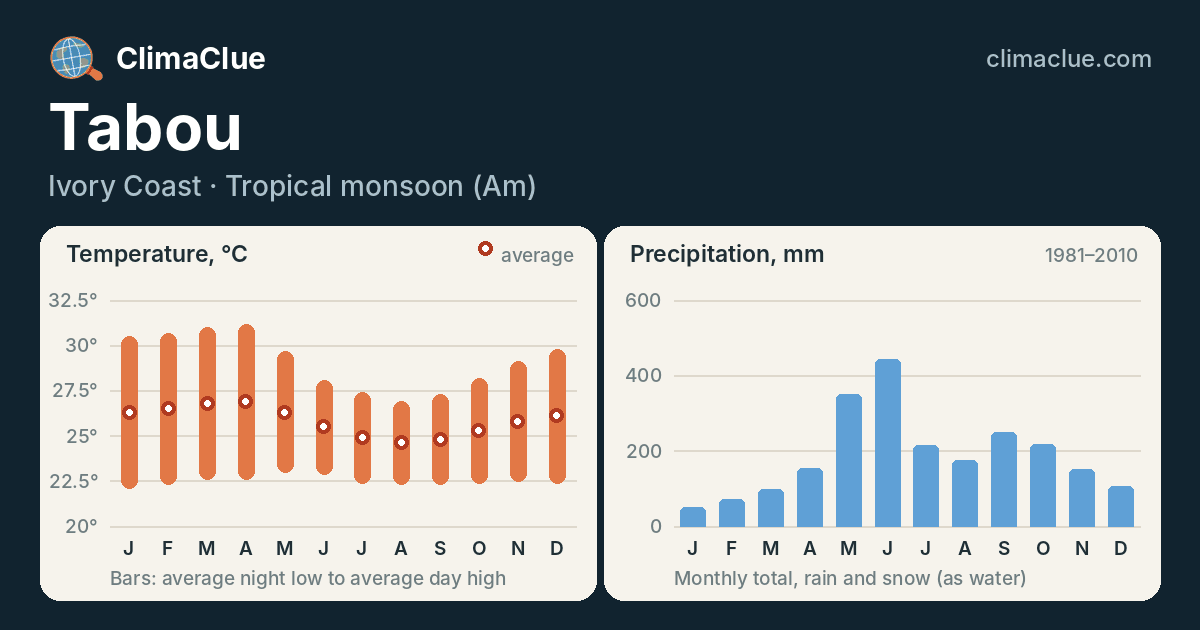 ClimaClue
climaclue.com
Tabou
Ivory Coast · Tropical monsoon (Am)
Temperature, °C
average
32.5°
30°
27.5°
25°
22.5°
20°
J F M A M J J A S O N D
Bars: average night low to average day high
Precipitation, mm
1981–2010
600
400
200
0
J F M A M J J A S O N D
Monthly total, rain and snow (as water)